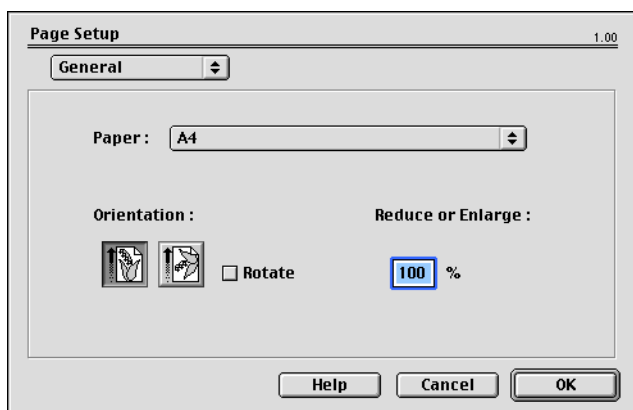 Page Setup 1.00
General
Paper : A4
Orientation : Reduce or Enlarge :
Rotate 100 %
Help Cancel OK